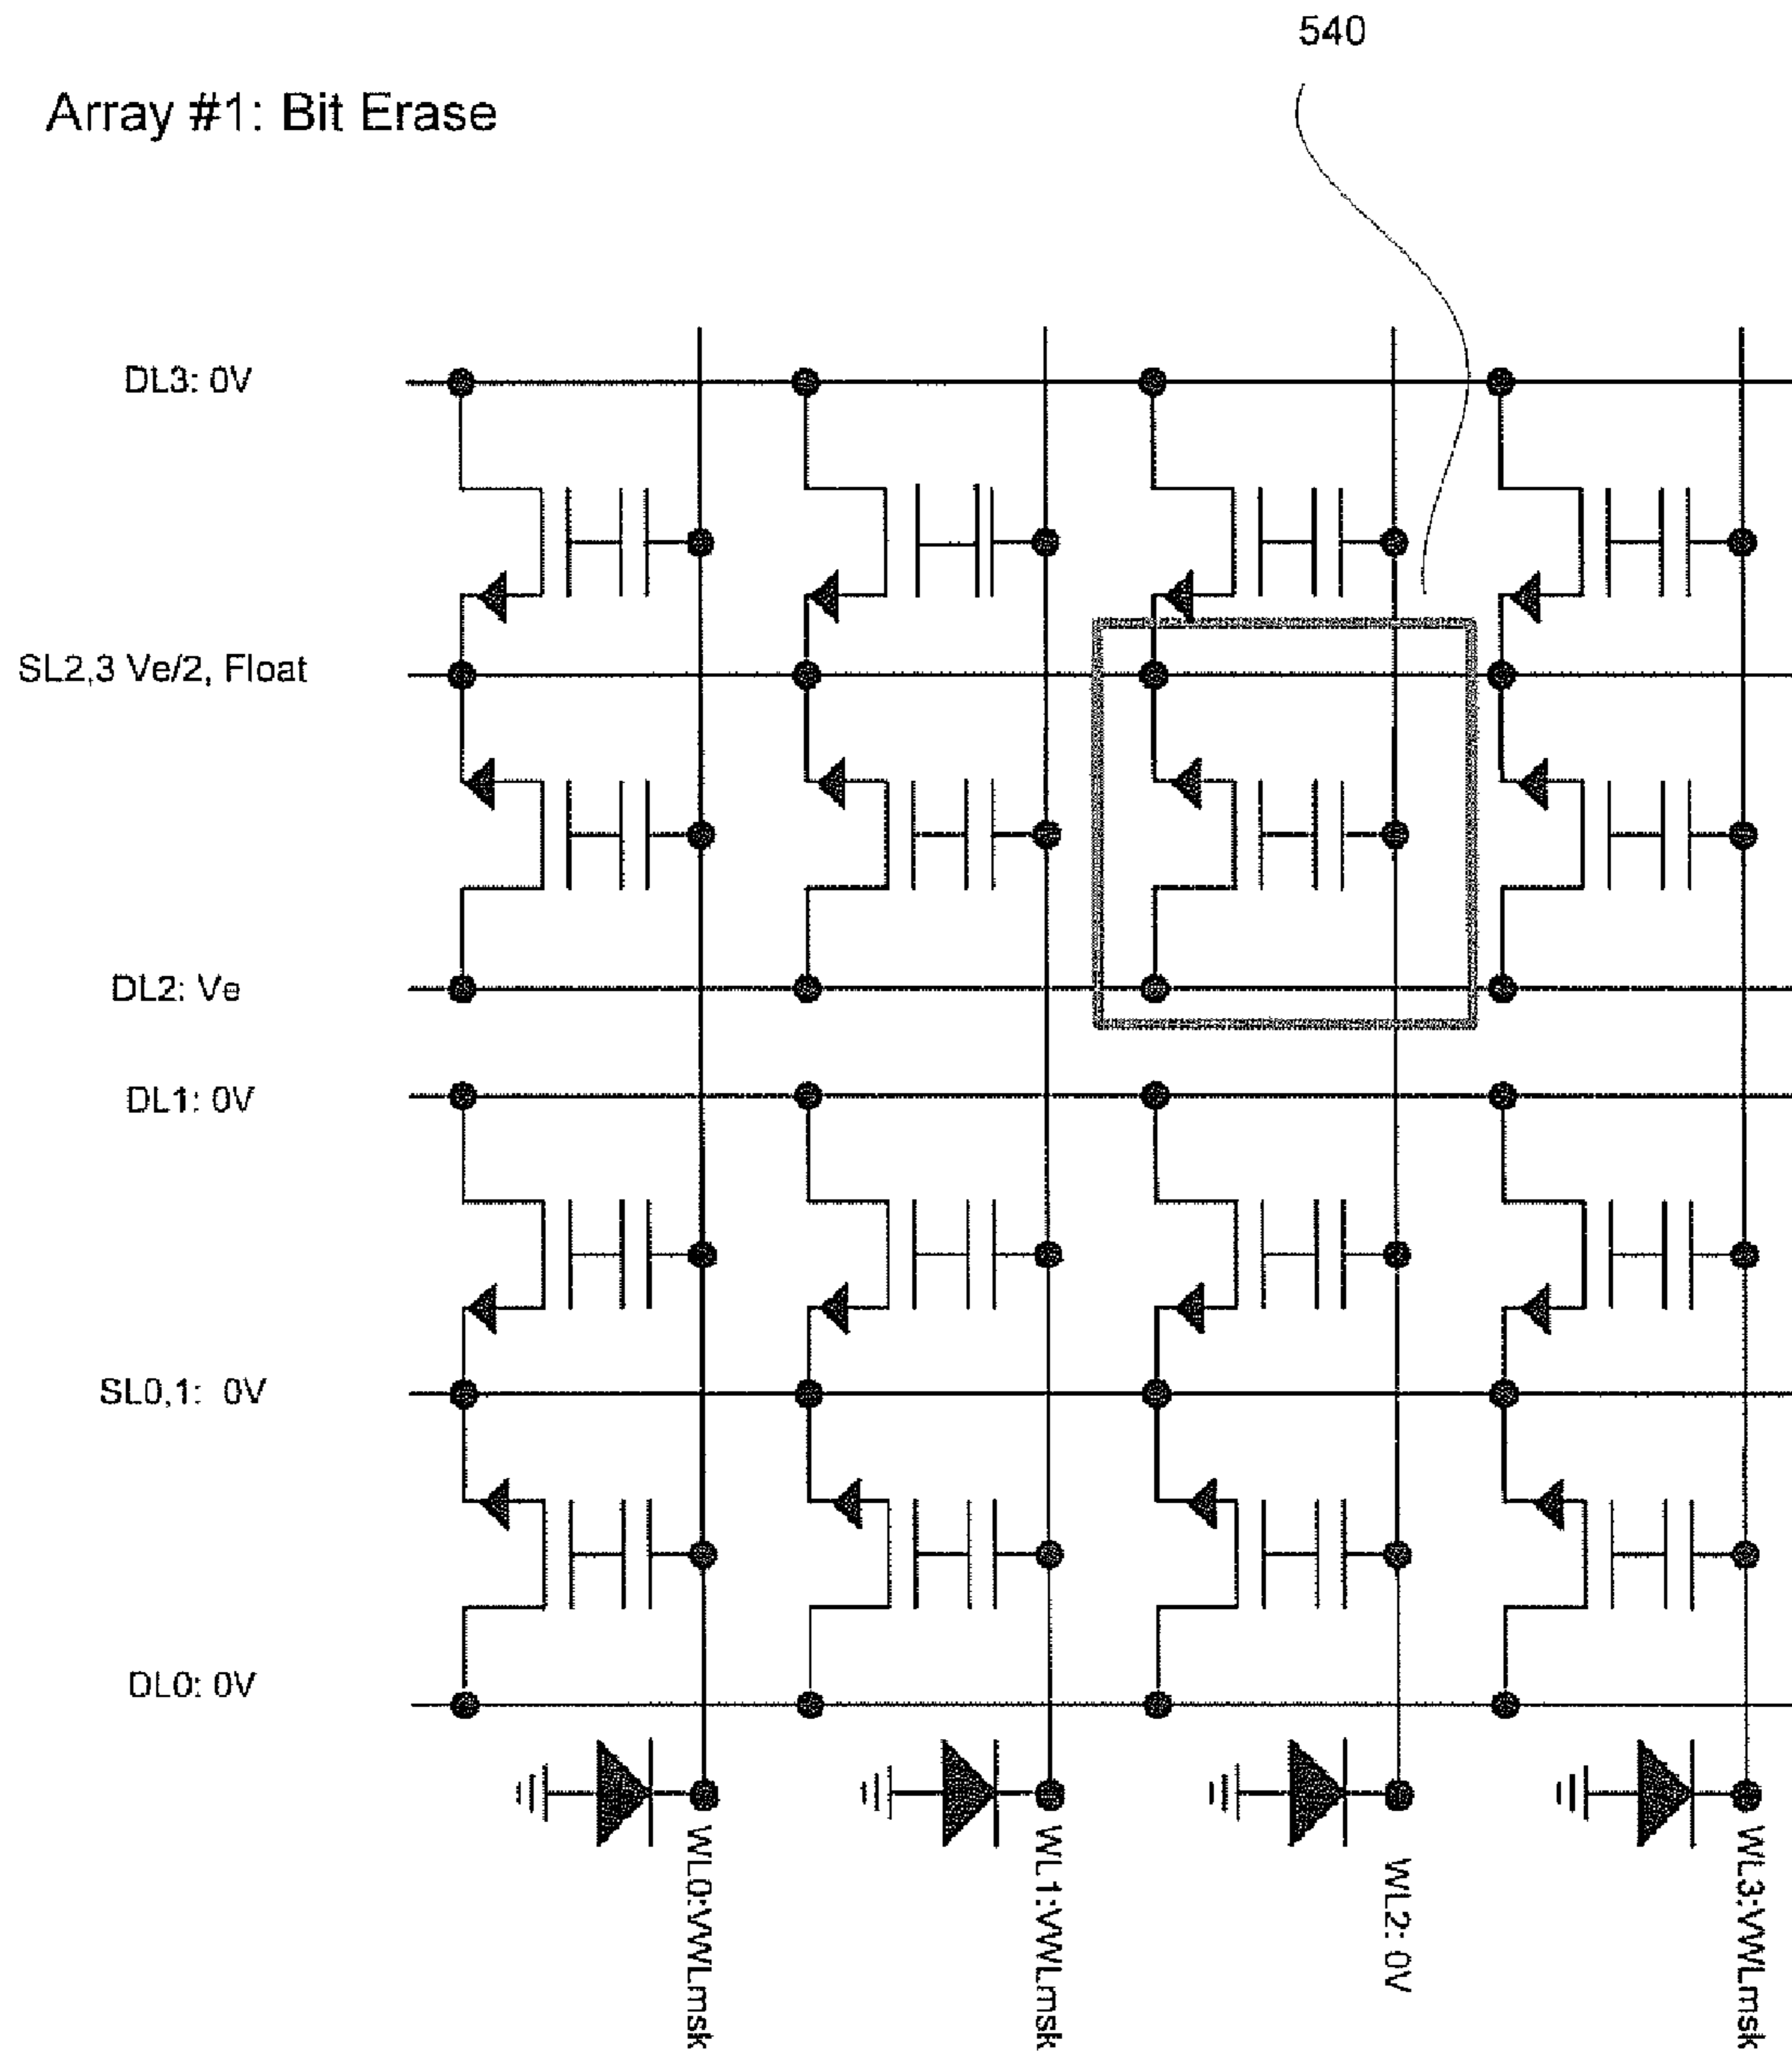 540
Array #1: Bit Erase
DL3: 0V
SL2,3 Ve/2, Float
DL2: Ve
DL1: 0V
SL0,1: 0V
DL0: 0V
WL0:VWLmsk
WL1:VWLmsk
WL2: 0V
WL3:VWLmsk